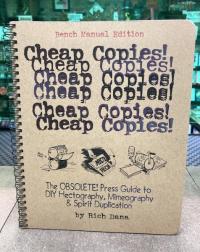 Bench Manual Edition
Cheap Copies!
Cheap Copies!
Cheap Copies!
Cheap Copies!
Cheap Copies!
Cheap Copies!
The OBSOLETE! Press Guide to
DIY Hectography, Mimeography
& Spirit Duplication
by Rich Dana